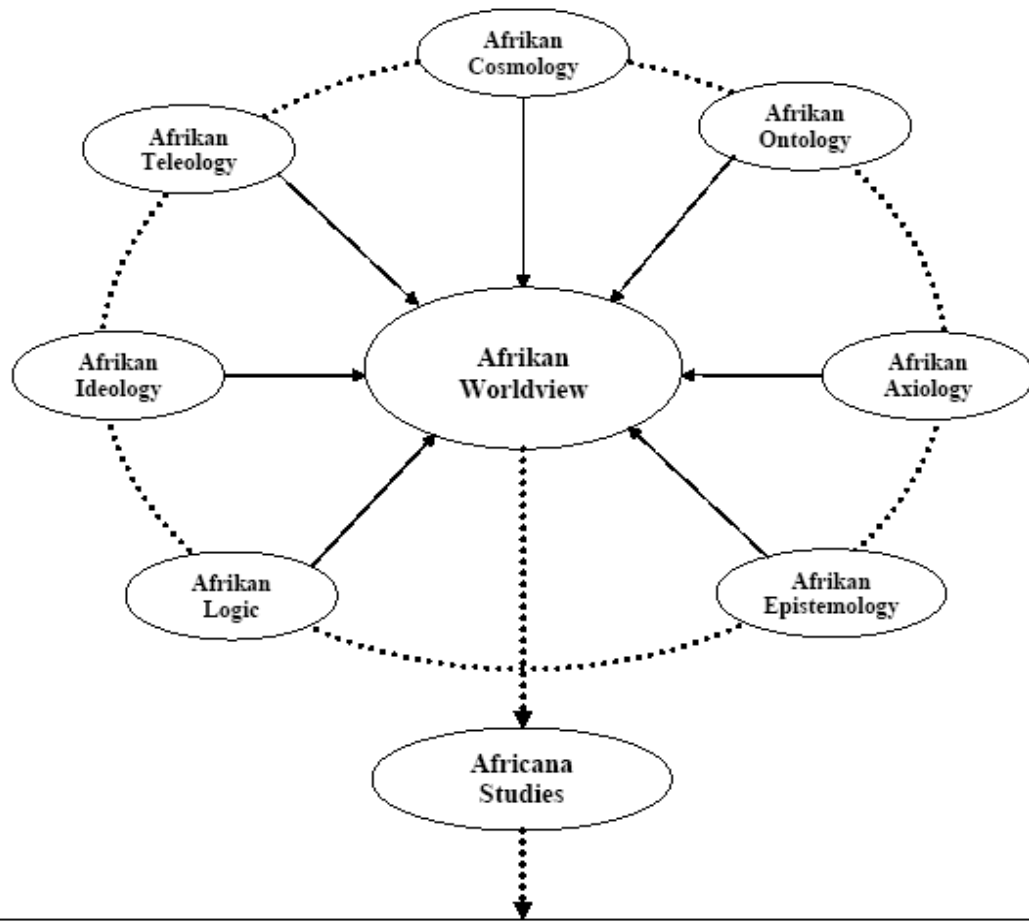 Afrikan
Cosmology
Afrikan
Teleology
Afrikan
Ontology
Afrikan
Ideology
Afrikan
Worldview
Afrikan
Axiology
Afrikan
Logic
Afrikan
Epistemology
Africana
Studies